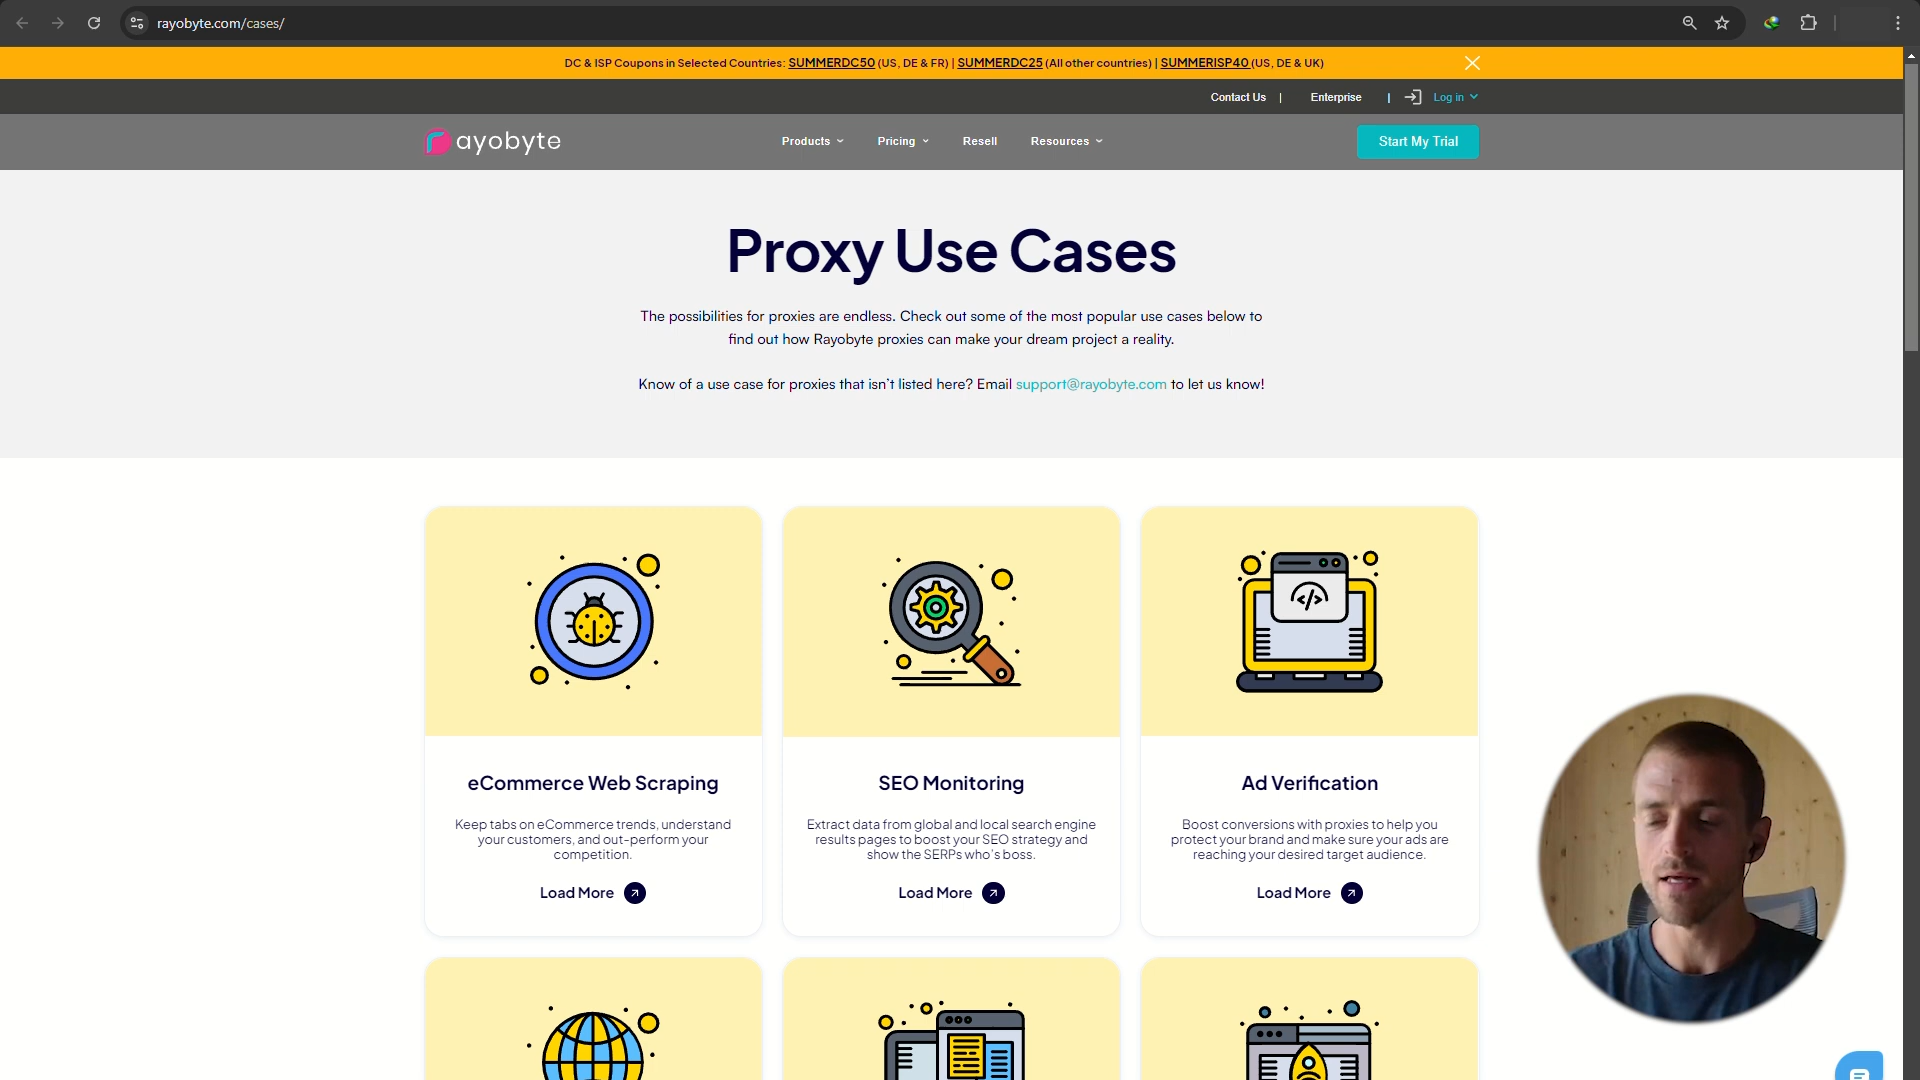 rayobyte.com/cases/
DC & ISP Coupons in Selected Countries: SUMMERDC50 (US, DE & FR) | SUMMERDC25 (All other countries) | SUMMERISP40 (US, DE & UK)
Contact Us | Enterprise | Log in
ayobyte
Products Pricing Resell Resources Start My Trial
Proxy Use Cases
The possibilities for proxies are endless. Check out some of the most popular use cases below to
find out how Rayobyte proxies can make your dream project a reality.
Know of a use case for proxies that isn't listed here? Email support@rayobyte.com to let us know!
eCommerce Web Scraping
Keep tabs on eCommerce trends, understand
your customers, and out-perform your
competition.
Load More
SEO Monitoring
Extract data from global and local search engine
results pages to boost your SEO strategy and
show the SERPs who's boss.
Load More
</>
Ad Verification
Boost conversions with proxies to help you
protect your brand and make sure your ads are
reaching your desired target audience.
Load More